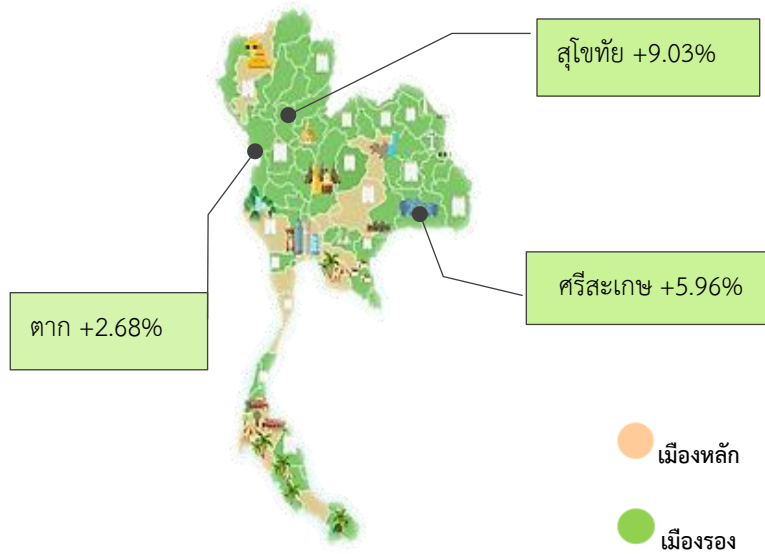 สุโขทัย +9.03%
ศรีสะเกษ +5.96%
ตาก +2.68%
เมืองหลัก
เมืองรอง